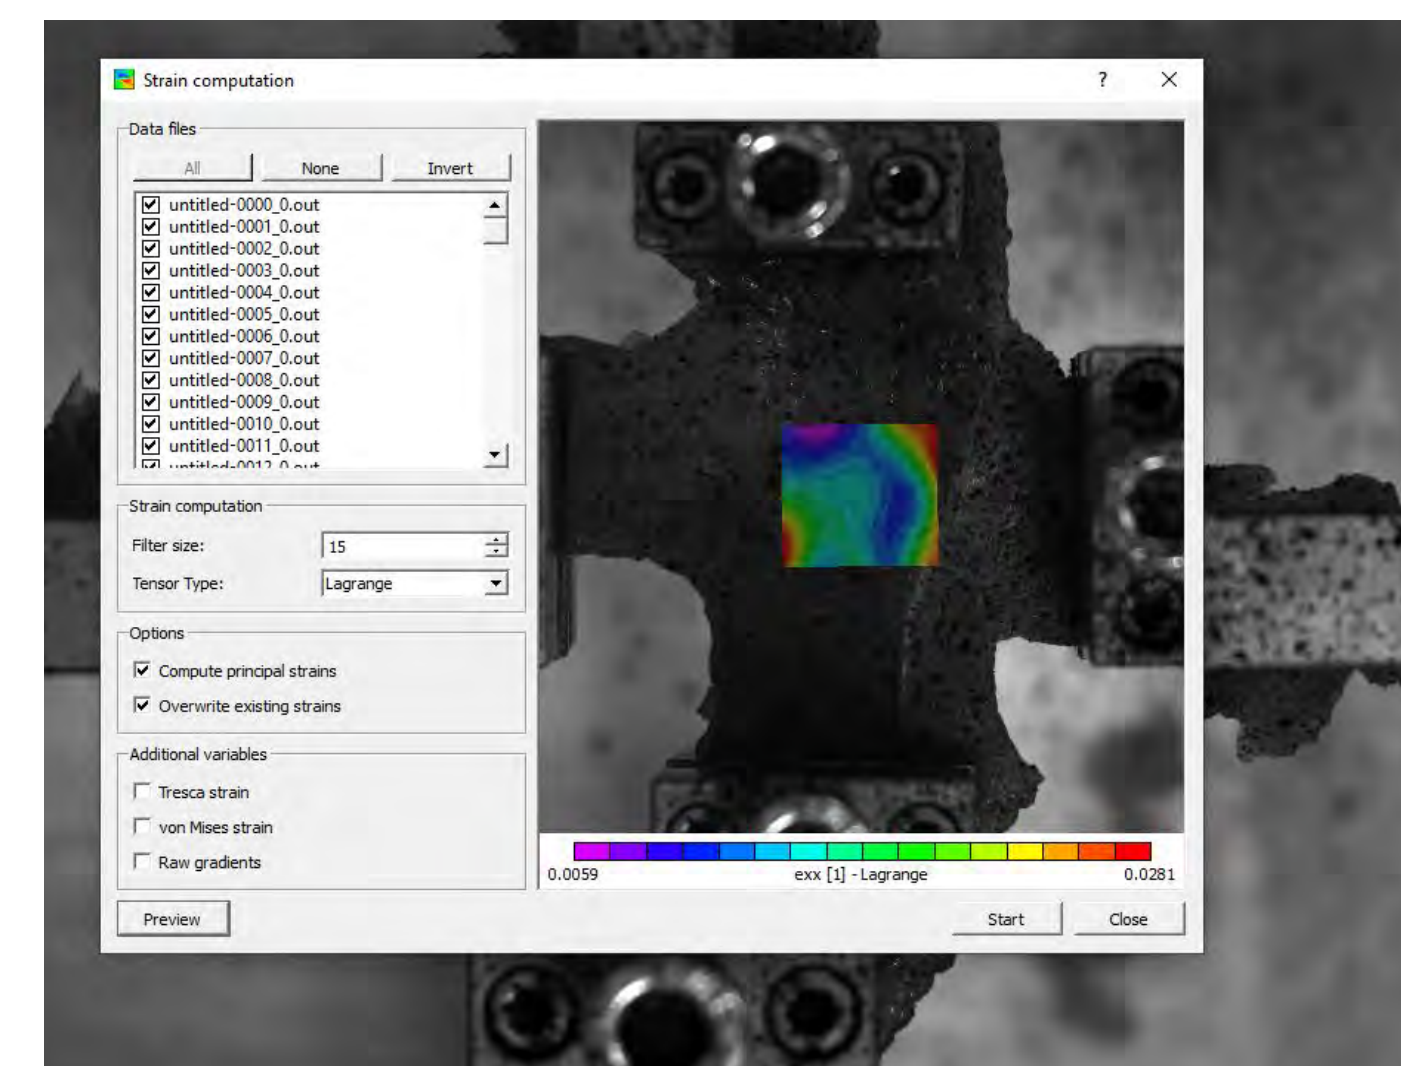 Strain computation
?
Data files
All None Invert
untitled-0000_0.out
untitled-0001_0.out
untitled-0002_0.out
untitled-0003_0.out
untitled-0004_0.out
untitled-0005_0.out
untitled-0006_0.out
untitled-0007_0.out
untitled-0008_0.out
untitled-0009_0.out
untitled-0010_0.out
untitled-0011_0.out
untitled-0012_0.out
Strain computation
Filter size: 15
Tensor Type: Lagrange
Options
Compute principal strains
Overwrite existing strains
Additional variables
Tresca strain
von Mises strain
Raw gradients
0.0059 exx [1] - Lagrange 0.0281
Preview Start Close